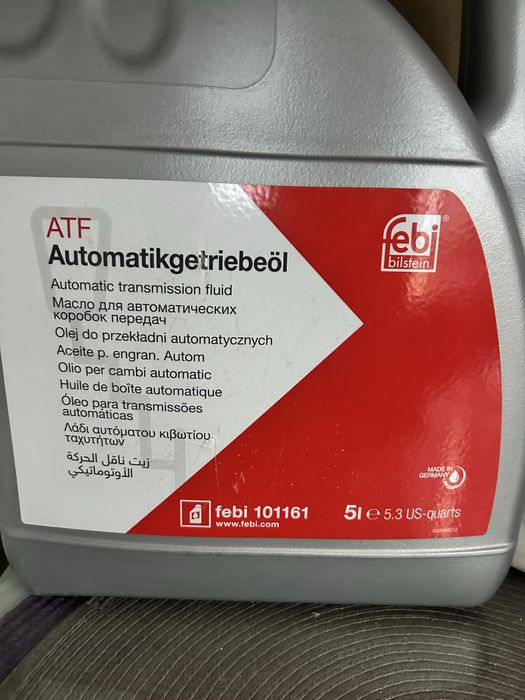 ATF
Automatikgetriebeöl
Automatic transmission fluid
Масло для автоматических
коробок передач
Olej do przekładni automatycznych
Aceite p. engran. Autom
Olio per cambi automatic
Huile de boîte automatique
Óleo para transmissões
automáticas
Λάδι αυτόματου κιβωτίου
ταχυτήτων
زيت ناقل الحركة
الأوتوماتيكي
febi®
bilstein
MADE IN
GERMANY
febi 101161
www.febi.com
5l ℮ 5.3 US-quarts